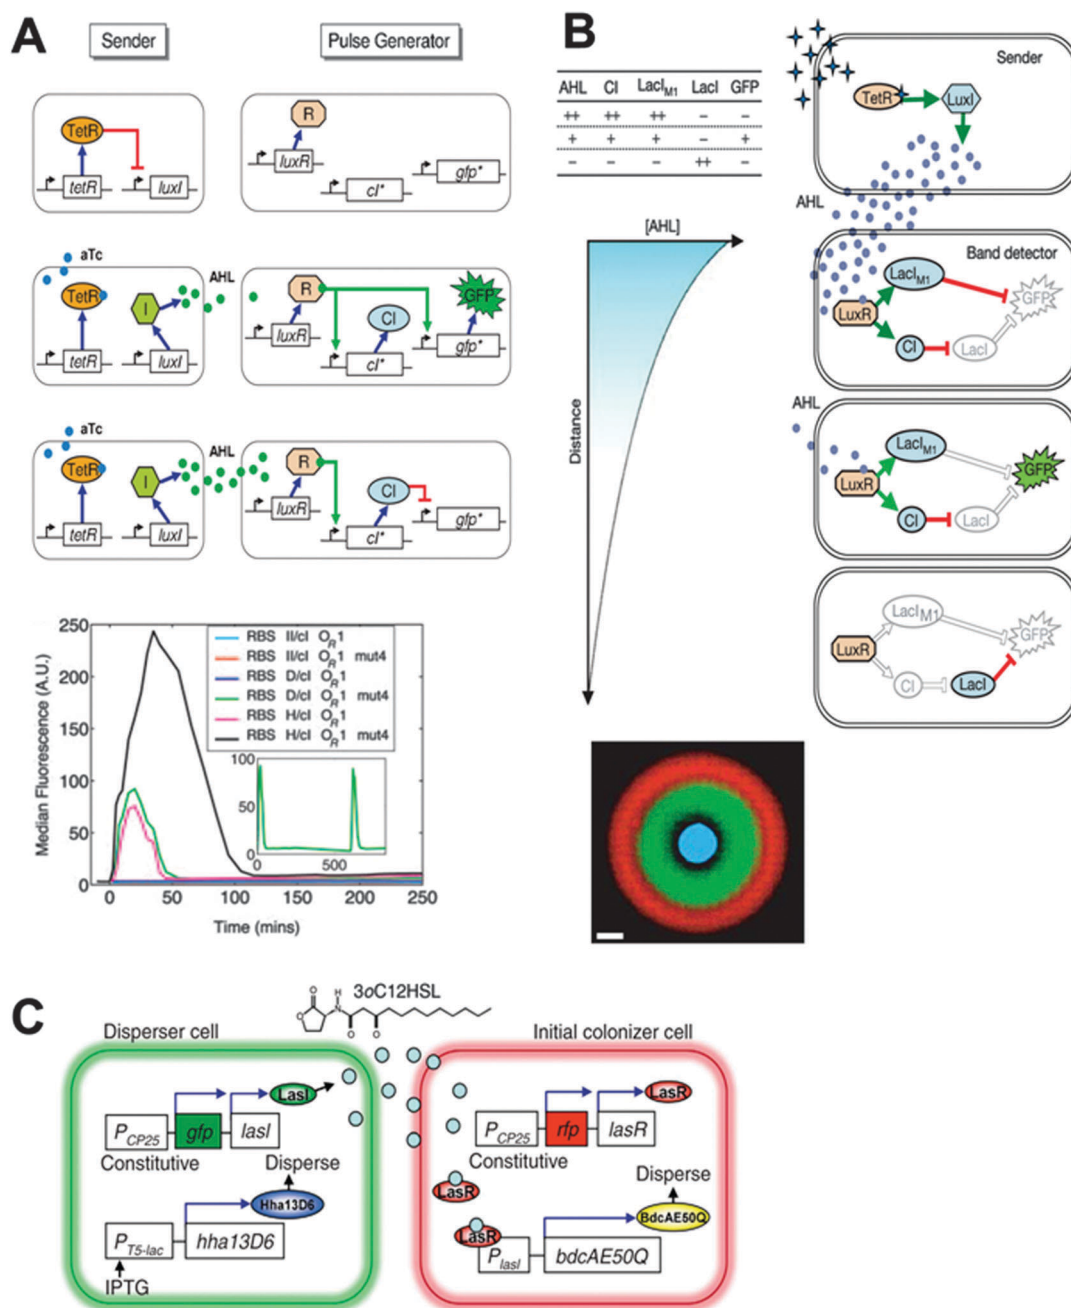 A
Sender
Pulse Generator
TetR
tetR
luxI
R
luxR
cI*
gfp*
aTc
AHL
TetR
I
tetR
luxI
R
luxR
CI
cI*
GFP
gfp*
aTc
AHL
TetR
I
tetR
luxI
R
luxR
CI
cI*
gfp*
Median Fluorescence (A.U.)
250
200
150
100
50
0
0 50 100 150 200 250
Time (mins)
RBS II/cI OR1
RBS II/cI OR1 mut4
RBS D/cI OR1
RBS D/cI OR1 mut4
RBS H/cI OR1
RBS H/cI OR1 mut4
100
50
0
0 500
B
AHL CI LacIM1 LacI GFP
++ ++ ++ – –
+ + + – +
– – – ++ –
[AHL]
Distance
Sender
TetR
LuxI
AHL
Band detector
LacIM1
GFP
LuxR
CI
LacI
AHL
LacIM1
GFP
LuxR
CI
LacI
LacIM1
GFP
LuxR
CI
LacI
C
3oC12HSL
Disperser cell
LasI
PCP25 gfp lasI
Constitutive
Disperse
Hha13D6
PT5-lac hha13D6
IPTG
Initial colonizer cell
LasR
PCP25 rfp lasR
Constitutive
Disperse
LasR
BdcAE50Q
LasR
PlasI bdcAE50Q
O
O
H
N
O
O